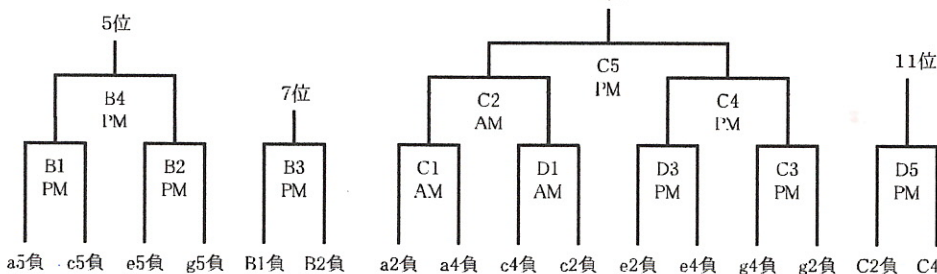 5位
B4
PM
7位
B1
PM
B2
PM
B3
PM
a5負 c5負 e5負 g5負 B1負 B2負
C5
PM
11位
C2
AM
C4
PM
C1
AM
D1
AM
D3
PM
C3
PM
D5
PM
a2負 a4負 c4負 c2負 e2負 e4負 g4負 g2負 C2負 C4